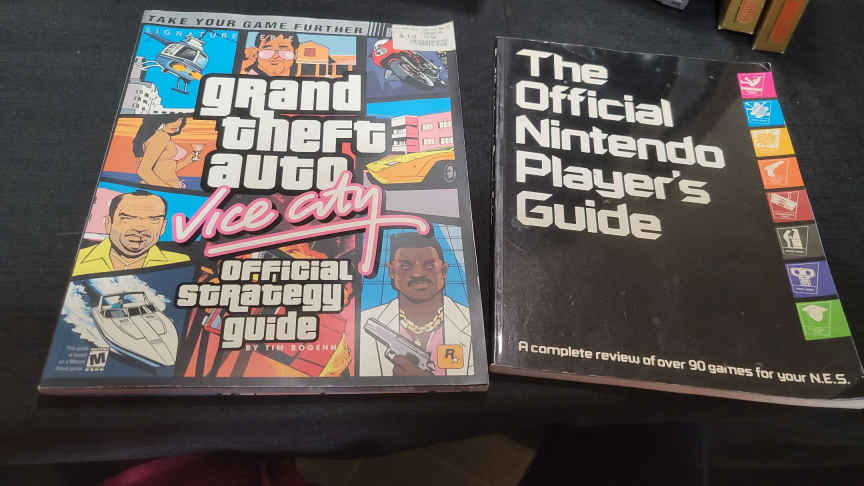 TAKE YOUR GAME FURTHER
SIGNATURE
grand
theft
auto
vice city
OFFICIAL
STRATEGY
guide
BY TIM BOGENN
M
R
The
Official
Nintendo
Player's
Guide
A complete review of over 90 games for your N.E.S.